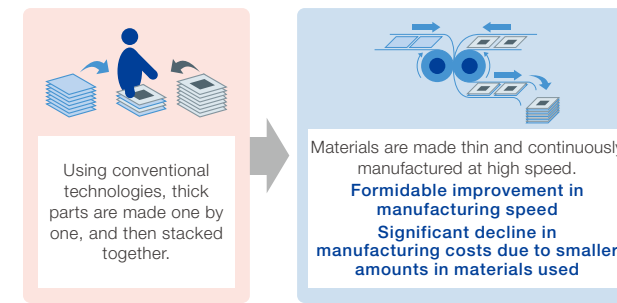 Using conventional
technologies, thick
parts are made one by
one, and then stacked
together.
Materials are made thin and continuously
manufactured at high speed.
Formidable improvement in
manufacturing speed
Significant decline in
manufacturing costs due to smaller
amounts in materials used